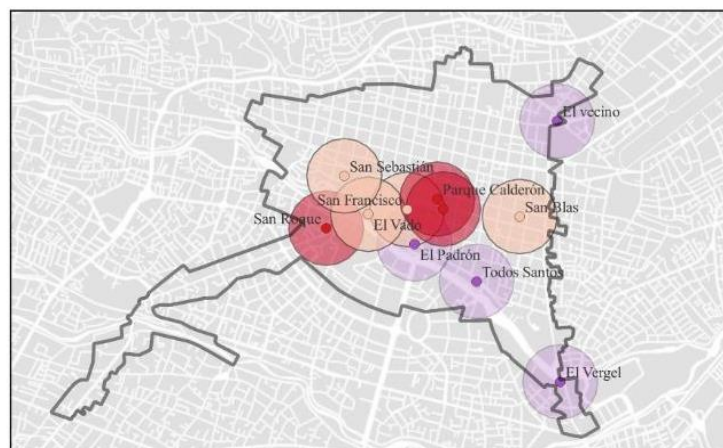 El vecino
San Sebastián
Parque Calderón
San Francisco
San Blas
San Roque
El Vado
El Padrón
Todos Santos
El Vergel